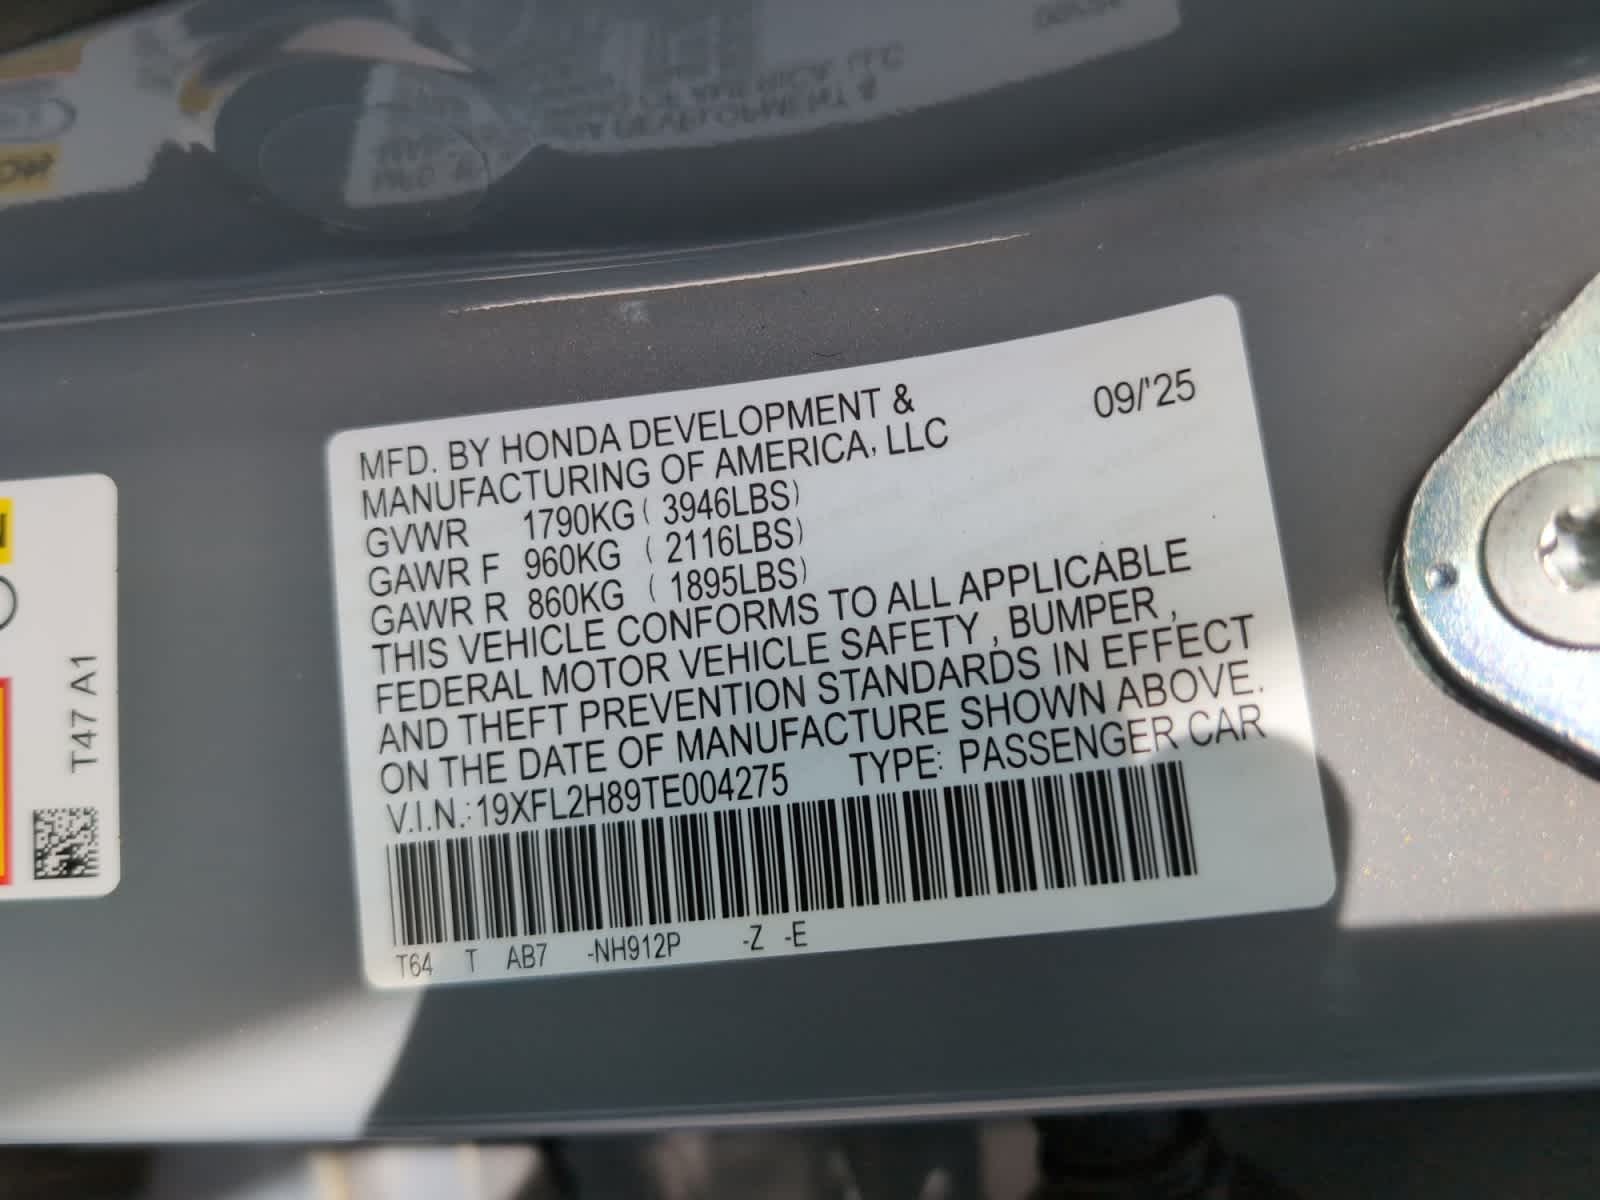 MFD. BY HONDA DEVELOPMENT &
MANUFACTURING OF AMERICA, LLC
09/'25
GVWR 1790KG ( 3946LBS)
GAWR F 960KG ( 2116LBS)
GAWR R 860KG ( 1895LBS)
THIS VEHICLE CONFORMS TO ALL APPLICABLE
FEDERAL MOTOR VEHICLE SAFETY , BUMPER ,
AND THEFT PREVENTION STANDARDS IN EFFECT
ON THE DATE OF MANUFACTURE SHOWN ABOVE.
V.I.N.: 19XFL2H89TE004275 TYPE: PASSENGER CAR
T64 T AB7 -NH912P -Z -E
T47 A1